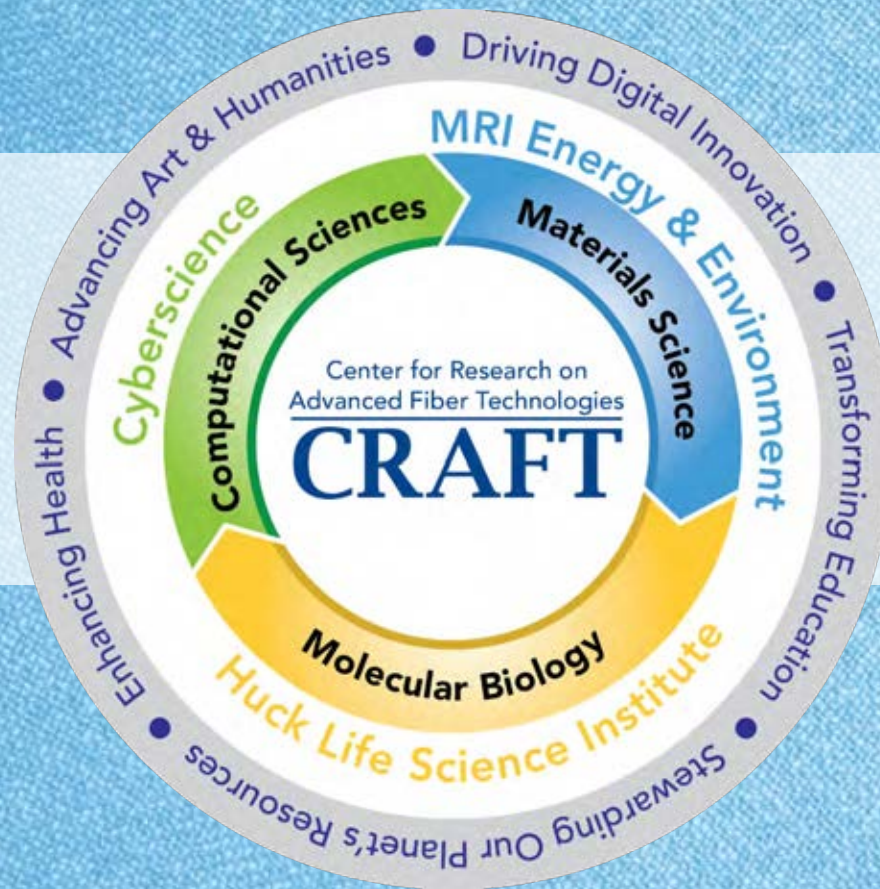 Advancing Art & Humanities • Driving Digital Innovation • Transforming Education • Stewarding Our Planet's Resources • Enhancing Health •
Cyberscience
MRI Energy & Environment
Huck Life Science Institute
Computational Sciences
Materials Science
Molecular Biology
Center for Research on
Advanced Fiber Technologies
CRAFT